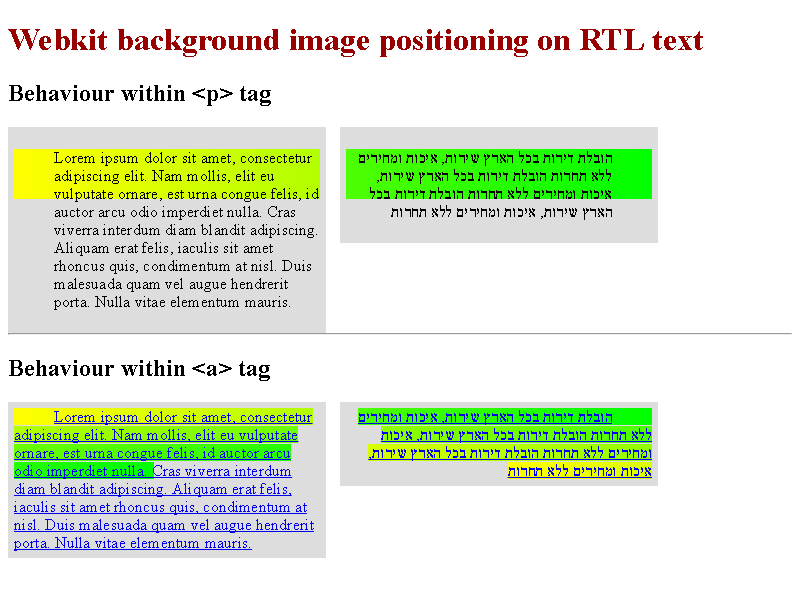 Webkit background image positioning on RTL text
Behaviour within <p> tag
Lorem ipsum dolor sit amet, consectetur
adipiscing elit. Nam mollis, elit eu
vulputate ornare, est urna congue felis, id
auctor arcu odio imperdiet nulla. Cras
viverra interdum diam blandit adipiscing.
Aliquam erat felis, iaculis sit amet
rhoncus quis, condimentum at nisl. Duis
malesuada quam vel augue hendrerit
porta. Nulla vitae elementum mauris.
הובלת דירות בכל הארץ שירות, איכות ומחירים
ללא תחרות הובלת דירות בכל הארץ שירות,
איכות ומחירים ללא תחרות הובלת דירות בכל
הארץ שירות, איכות ומחירים ללא תחרות
Behaviour within <a> tag
Lorem ipsum dolor sit amet, consectetur
adipiscing elit. Nam mollis, elit eu vulputate
ornare, est urna congue felis, id auctor arcu
odio imperdiet nulla. Cras viverra interdum
diam blandit adipiscing. Aliquam erat felis,
iaculis sit amet rhoncus quis, condimentum at
nisl. Duis malesuada quam vel augue hendrerit
porta. Nulla vitae elementum mauris.
הובלת דירות בכל הארץ שירות, איכות ומחירים
ללא תחרות הובלת דירות בכל הארץ שירות, איכות
ומחירים ללא תחרות הובלת דירות בכל הארץ שירות,
איכות ומחירים ללא תחרות